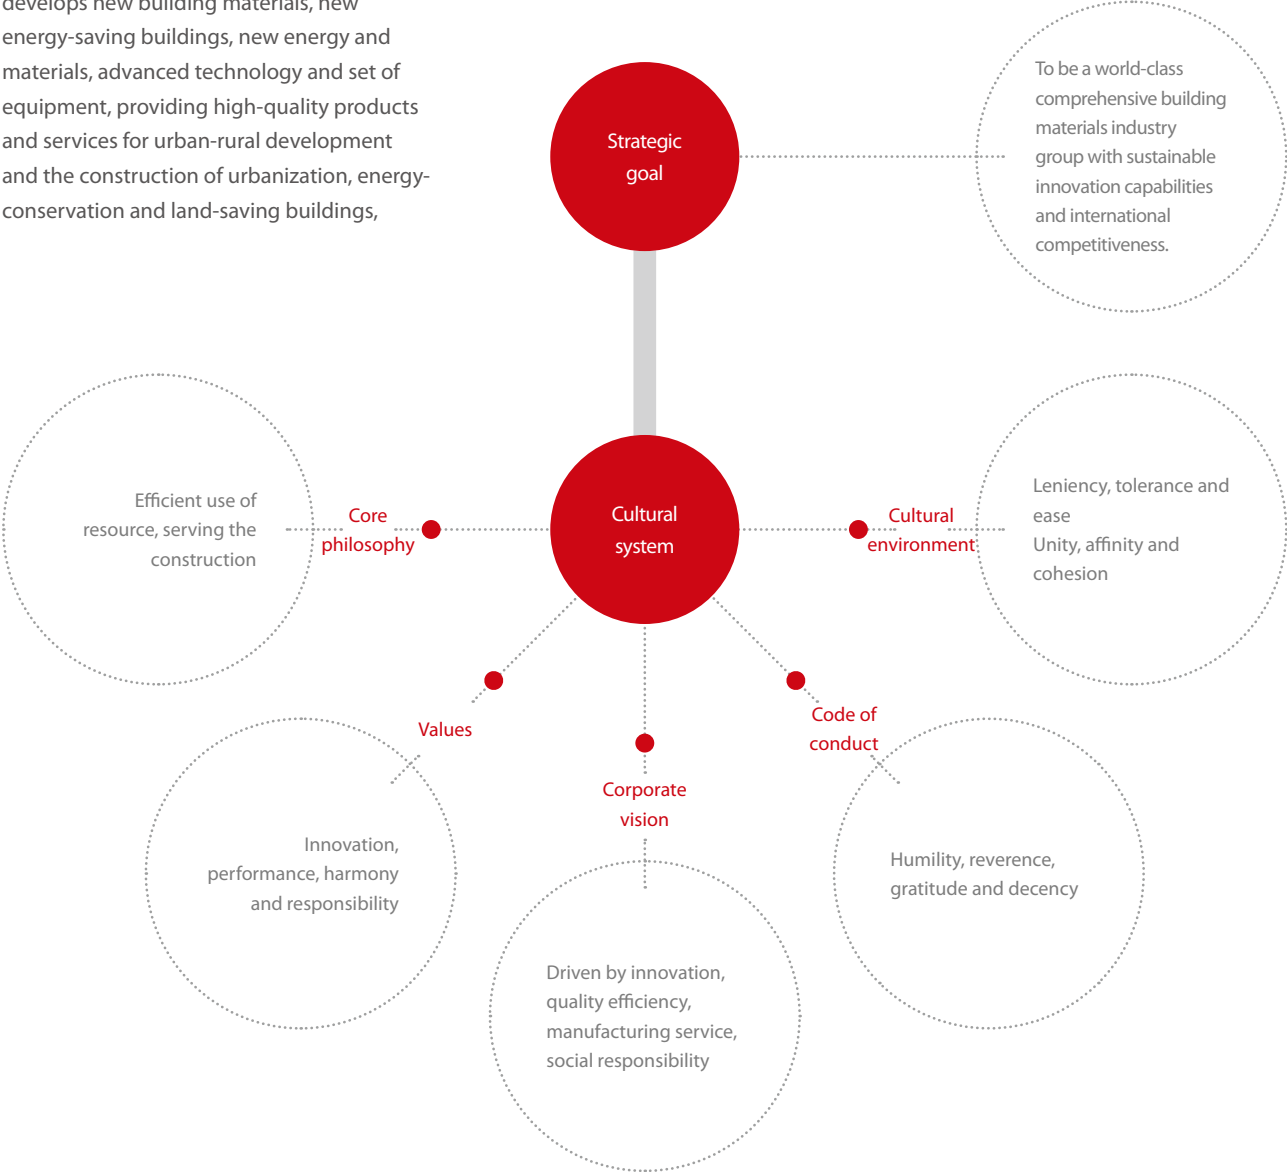 develops new building materials, new
energy-saving buildings, new energy and
materials, advanced technology and set of
equipment, providing high-quality products
and services for urban-rural development
and the construction of urbanization, energy-
conservation and land-saving buildings,
Strategic
goal
To be a world-class
comprehensive building
materials industry
group with sustainable
innovation capabilities
and international
competitiveness.
Efficient use of
resource, serving the
construction
Core
philosophy
Cultural
system
Cultural
environment
Leniency, tolerance and
ease
Unity, affinity and
cohesion
Values
Innovation,
performance, harmony
and responsibility
Corporate
vision
Driven by innovation,
quality efficiency,
manufacturing service,
social responsibility
Code of
conduct
Humility, reverence,
gratitude and decency